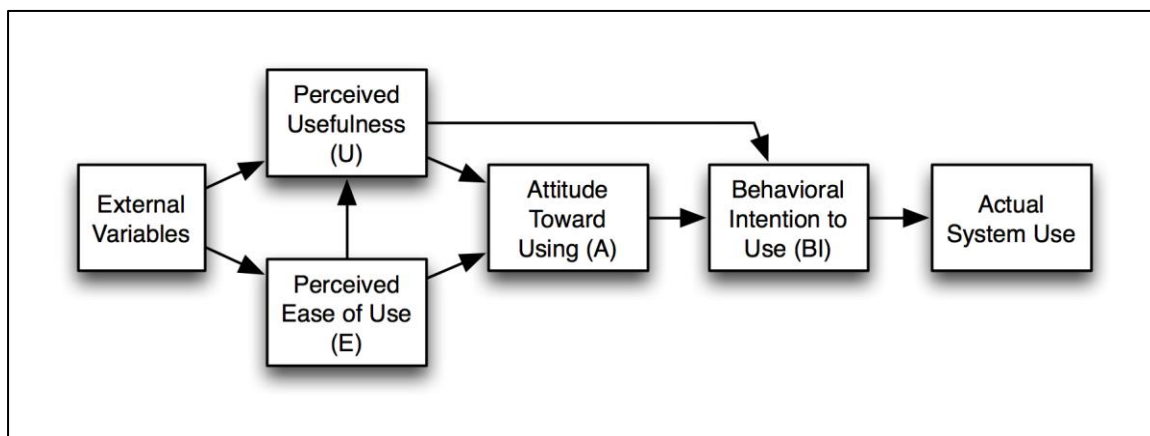 External
Variables
Perceived
Usefulness
(U)
Perceived
Ease of Use
(E)
Attitude
Toward
Using (A)
Behavioral
Intention to
Use (BI)
Actual
System Use